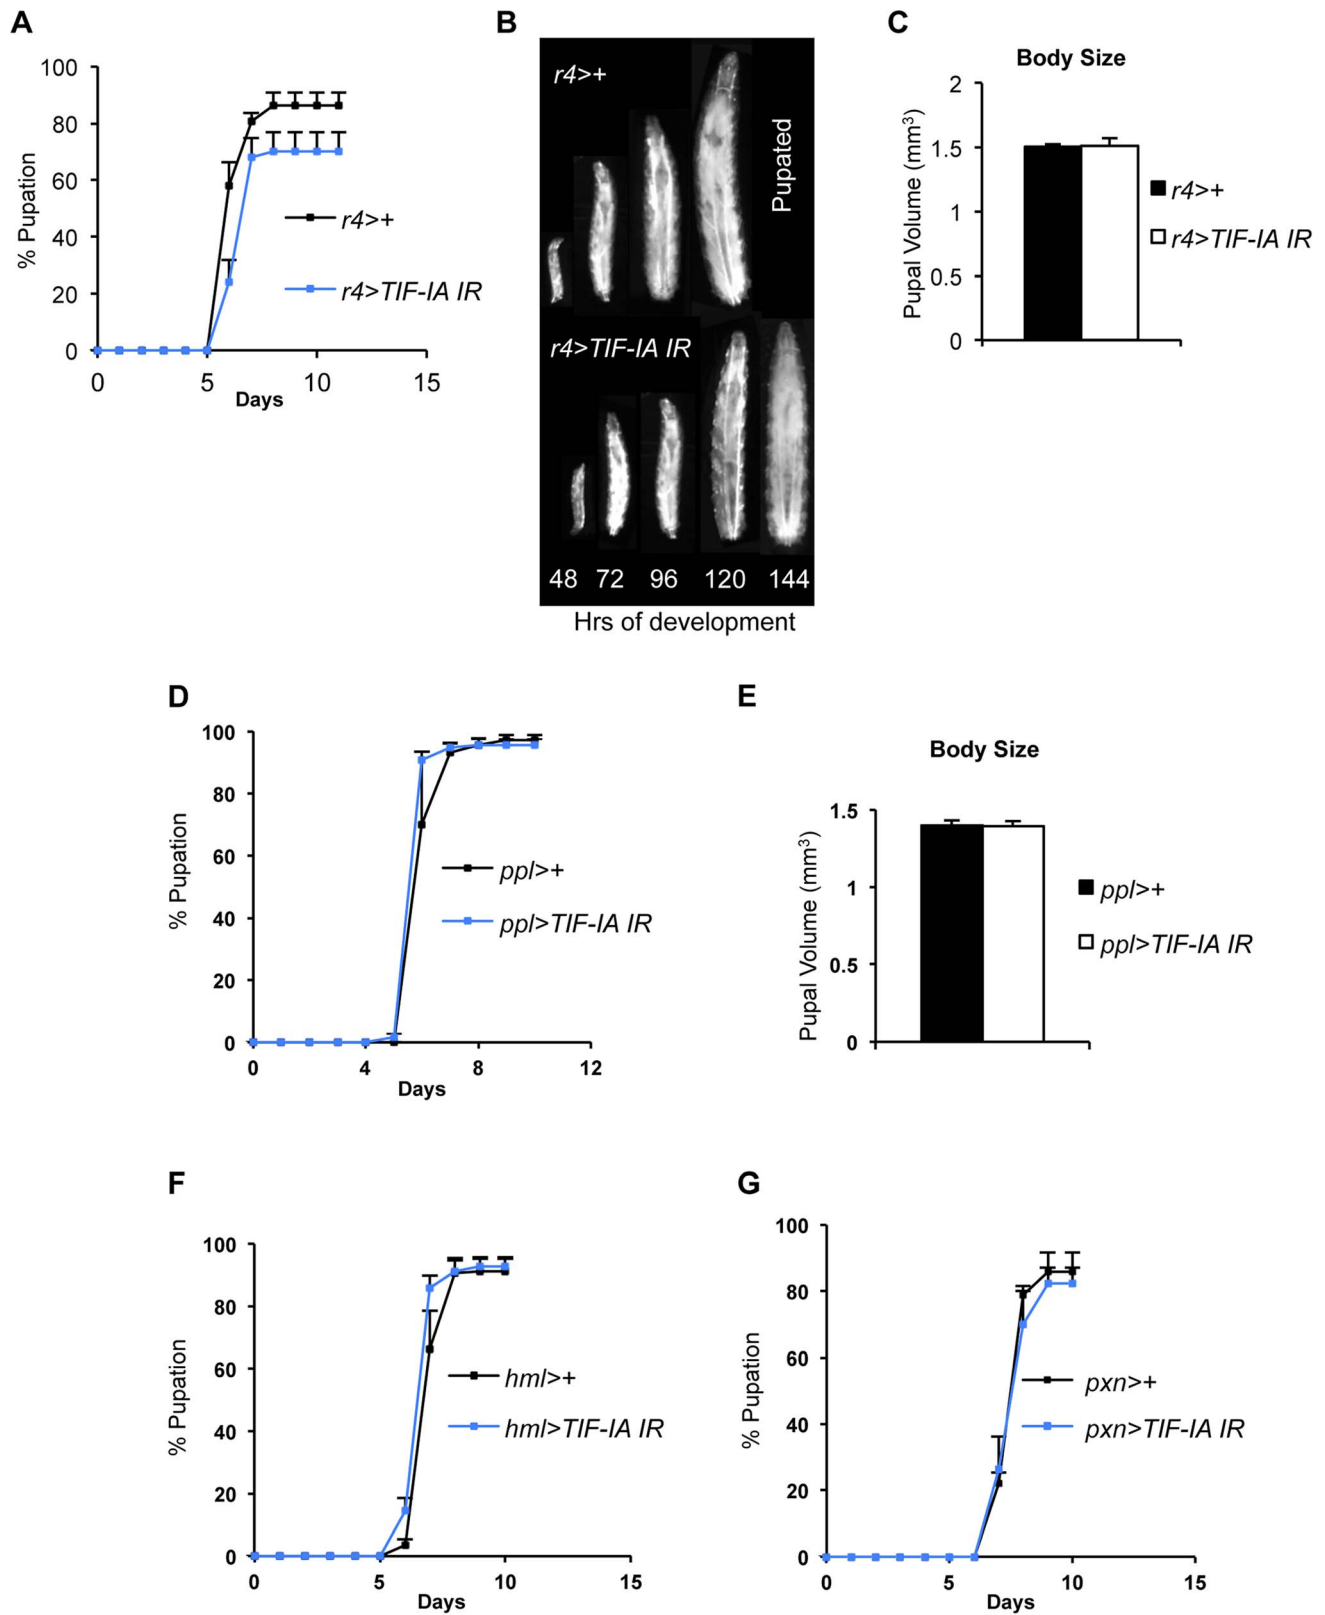 A
100
80
60
40
20
0
% Pupation
0 5 10 15
Days
r4>+
r4>TIF-IA IR
B
r4>+
Pupated
r4>TIF-IA IR
48 72 96 120 144
Hrs of development
C
Body Size
2
1.5
1
0.5
0
Pupal Volume (mm³)
r4>+
r4>TIF-IA IR
D
100
80
60
40
20
0
% Pupation
0 4 8 12
Days
ppl>+
ppl>TIF-IA IR
E
Body Size
1.5
1
0.5
0
Pupal Volume (mm³)
ppl>+
ppl>TIF-IA IR
F
100
80
60
40
20
0
% Pupation
0 5 10 15
Days
hml>+
hml>TIF-IA IR
G
100
80
60
40
20
0
% Pupation
0 5 10 15
Days
pxn>+
pxn>TIF-IA IR